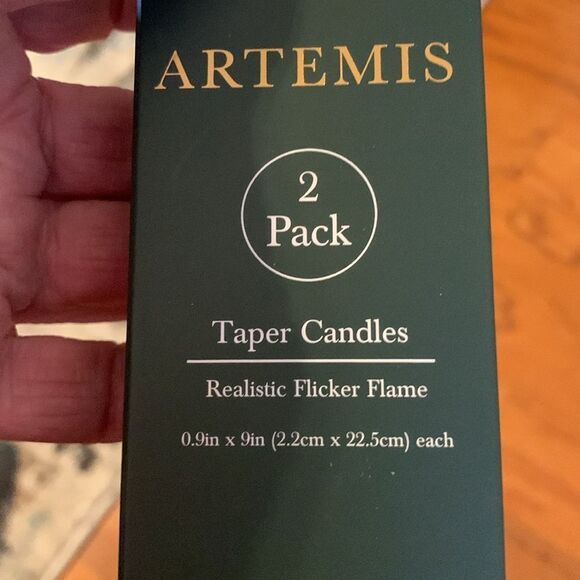 ARTEMIS
2
Pack
Taper Candles
Realistic Flicker Flame
0.9in x 9in (2.2cm x 22.5cm) each